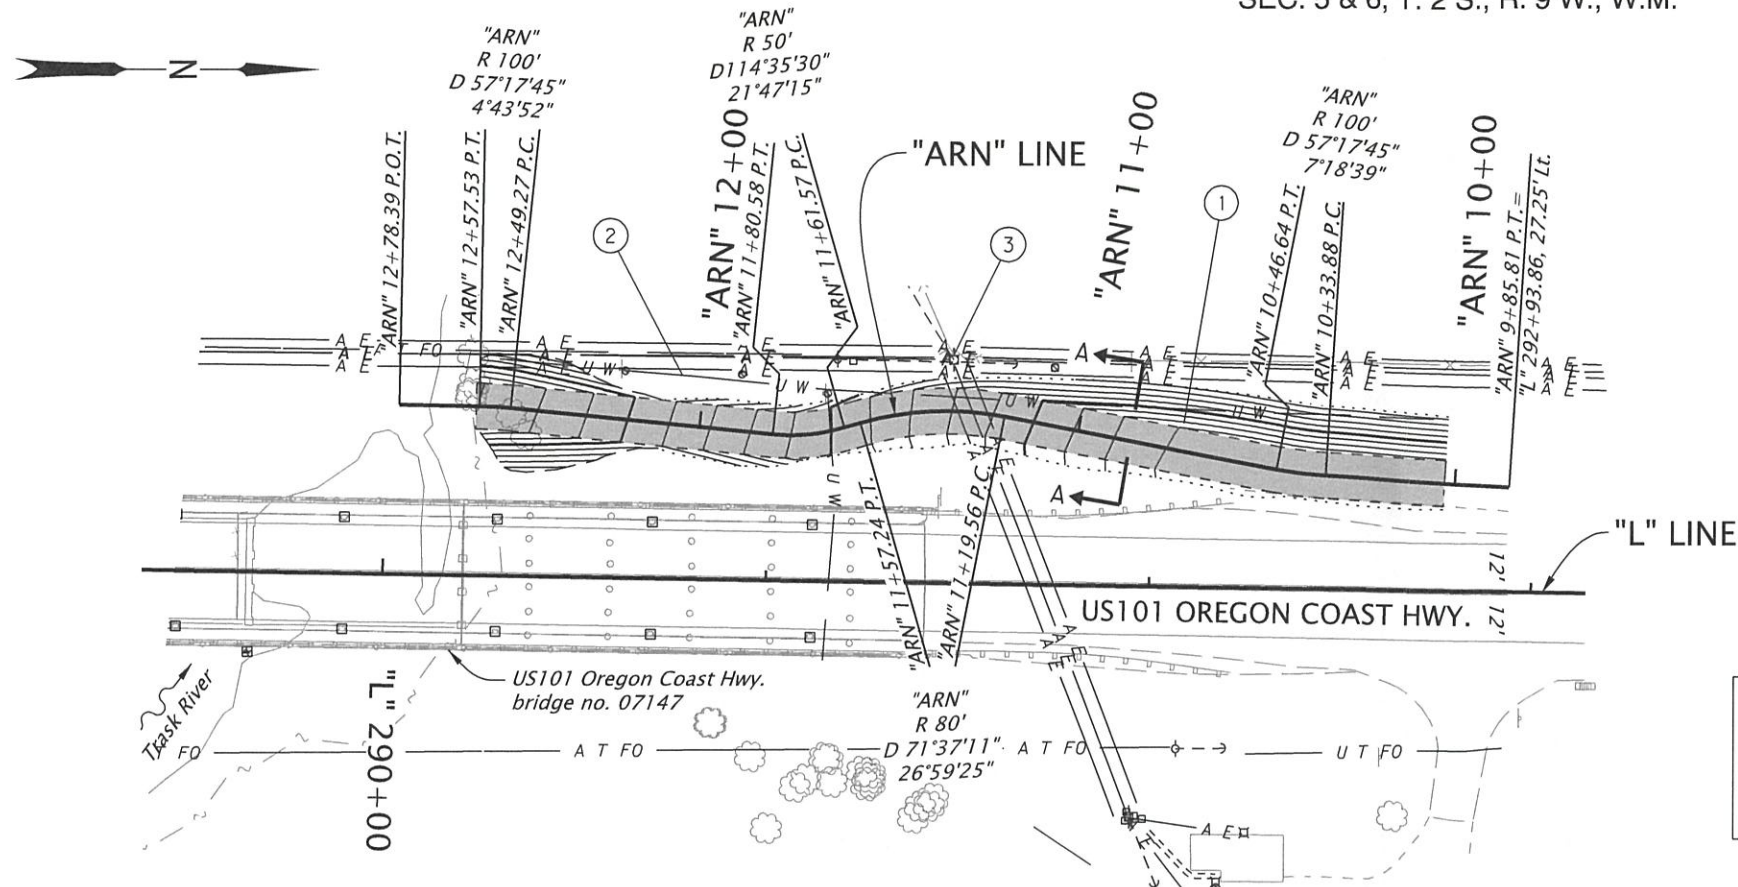 SEC. 5 & 6, T. 2 S., R. 9 W., W.M.
N
"ARN"
R 100'
D 57°17'45"
4°43'52"
"ARN"
R 50'
D114°35'30"
21°47'15"
"ARN"
R 100'
D 57°17'45"
7°18'39"
"ARN" 12+78.39 P.O.T.
"ARN" 12+57.53 P.T.
"ARN" 12+49.27 P.C.
"ARN" 12+00
"ARN" 11+80.58 P.T.
"ARN" 11+61.57 P.C.
"ARN" LINE
"ARN" 11+00
"ARN" 10+46.64 P.T.
"ARN" 10+33.88 P.C.
"ARN" 10+00
"ARN" 9+85.81 P.T.=
"L" 292+93.86, 27.25' Lt.
1
2
3
A E
A E
A E
T FO
A E
A E
A E
A E
A E
A E
A E
A E
A E
A E
A E
A E
A E
A E
U W
U W
U W
U W
U W
A
A
"ARN" 11+57.24 P.T.
"ARN" 11+19.56 P.C.
"L" LINE
12'
12'
US101 OREGON COAST HWY.
US101 Oregon Coast Hwy.
bridge no. 07147
Trask River
"L" 290+00
"ARN"
R 80'
D 71°37'11"
26°59'25"
FO
A T FO
A T FO
U T FO
A E